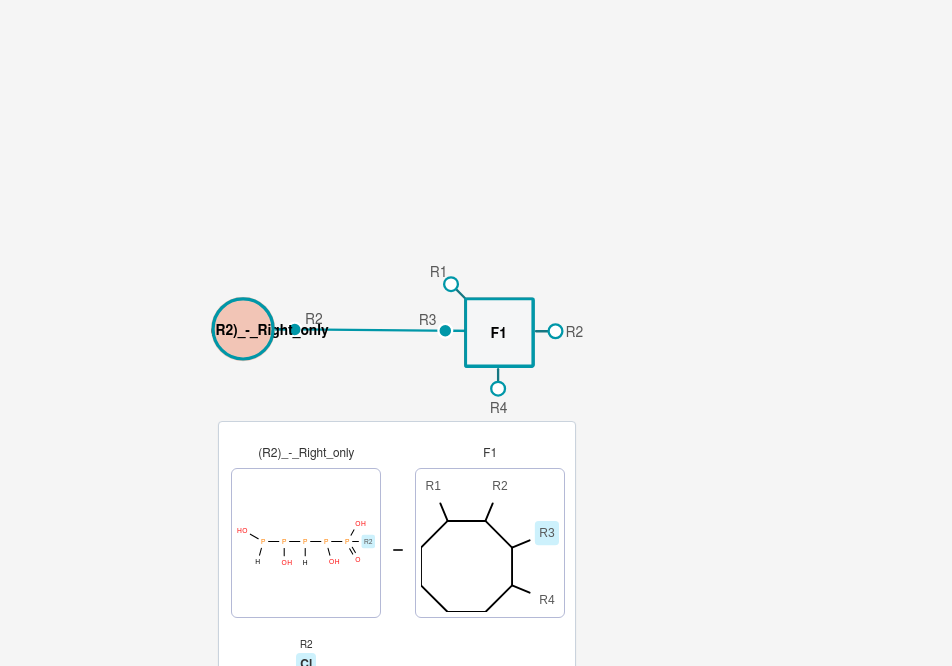 R1
R2
R3
(R2)_-_Right_only
F1
R2
R4
(R2)_-_Right_only
F1
R1
R2
HO
P
P
P
P
P
OH
R2
H
OH
H
OH
O
–
R3
R4
R2
Cl